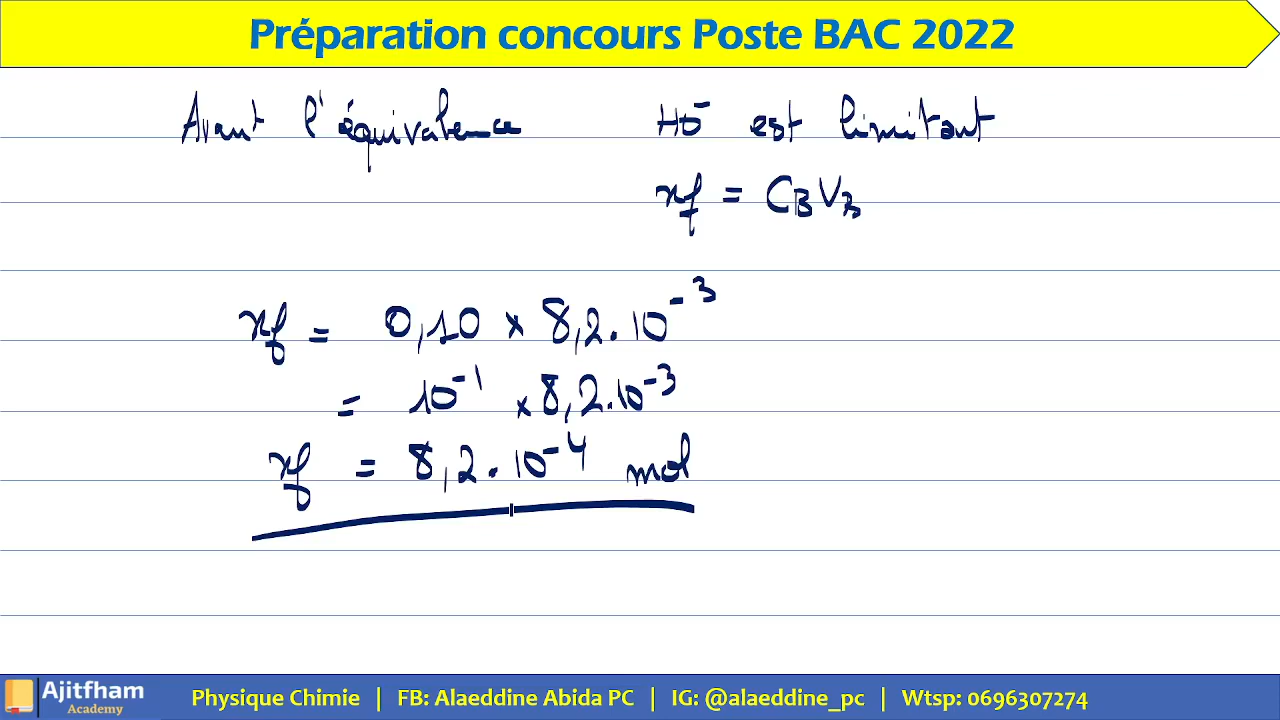 Préparation concours Poste BAC 2022
Avant l'équivalence HO⁻ est limitant
xf = CBVB
xf = 0,10 × 8,2.10⁻³
= 10⁻¹ × 8,2.10⁻³
xf = 8,2.10⁻⁴ mol
Ajitfham
Academy
Physique Chimie | FB: Alaeddine Abida PC | IG: @alaeddine_pc | Wtsp: 0696307274